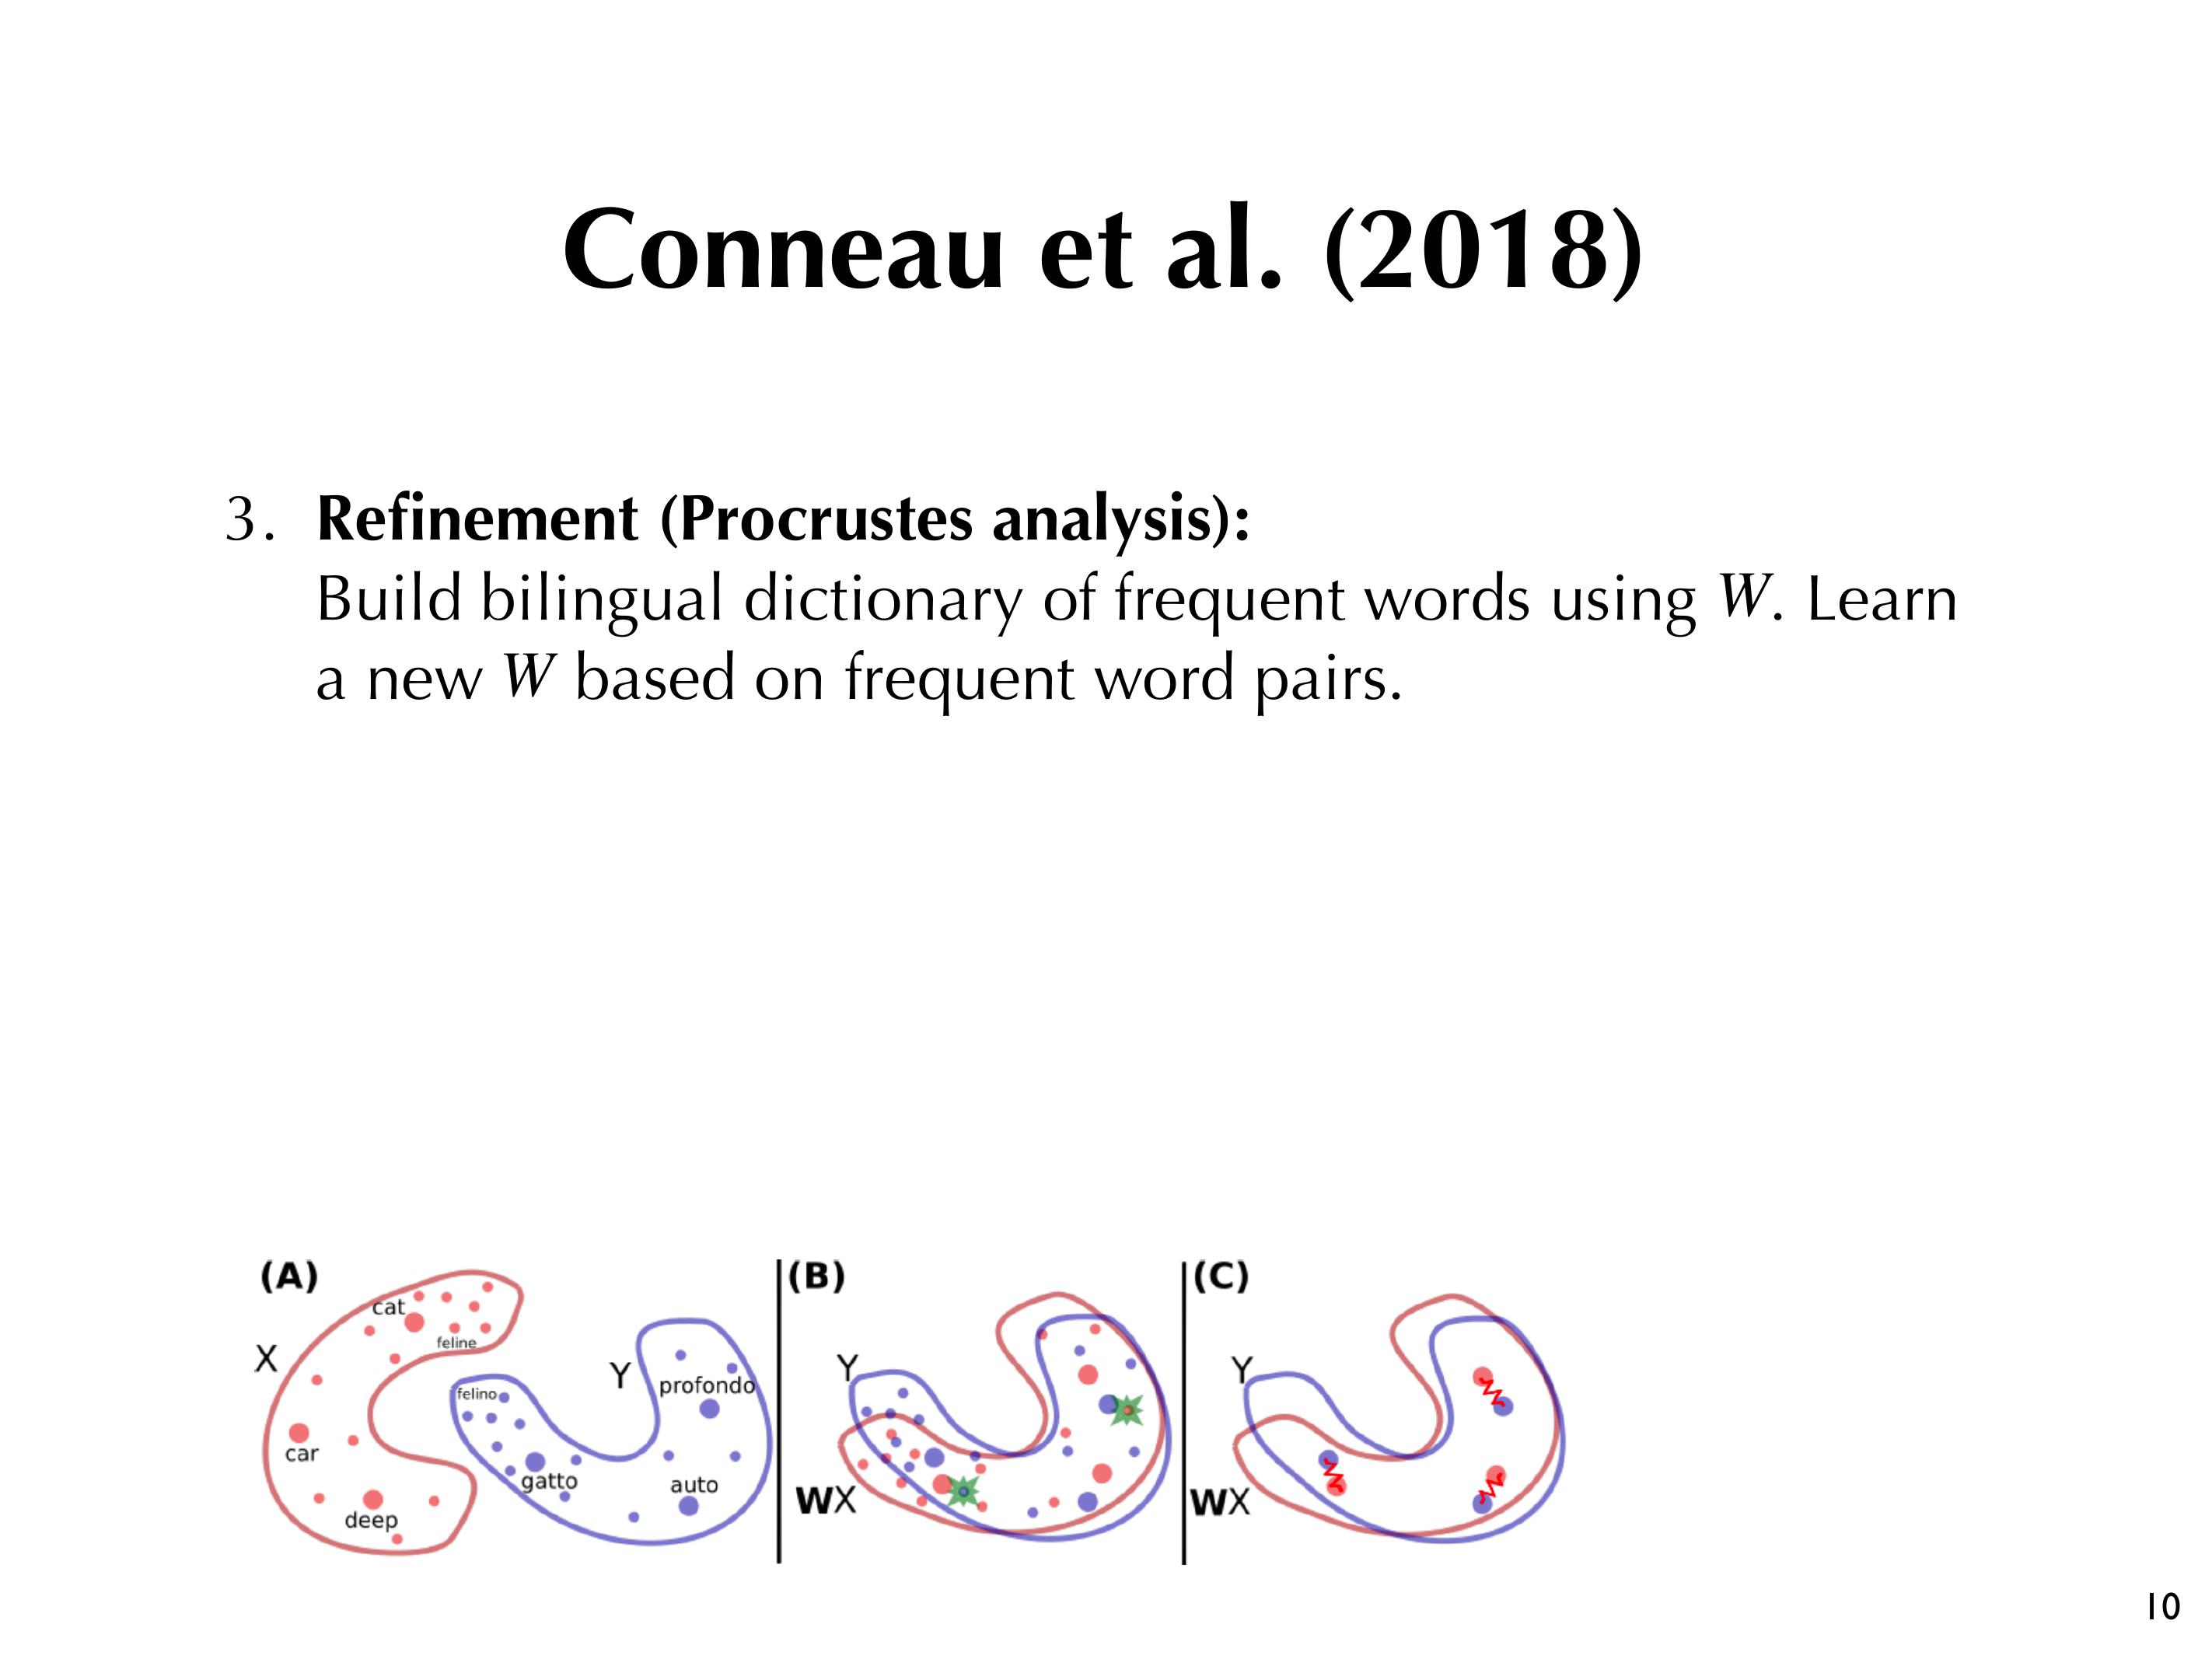 Conneau et al. (2018)
3. Refinement (Procrustes analysis):
Build bilingual dictionary of frequent words using W. Learn
a new W based on frequent word pairs.
(A)
cat
feline
X
car
deep
Y
felino
profondo
gatto
auto
(B)
Y
WX
(C)
Y
WX
10